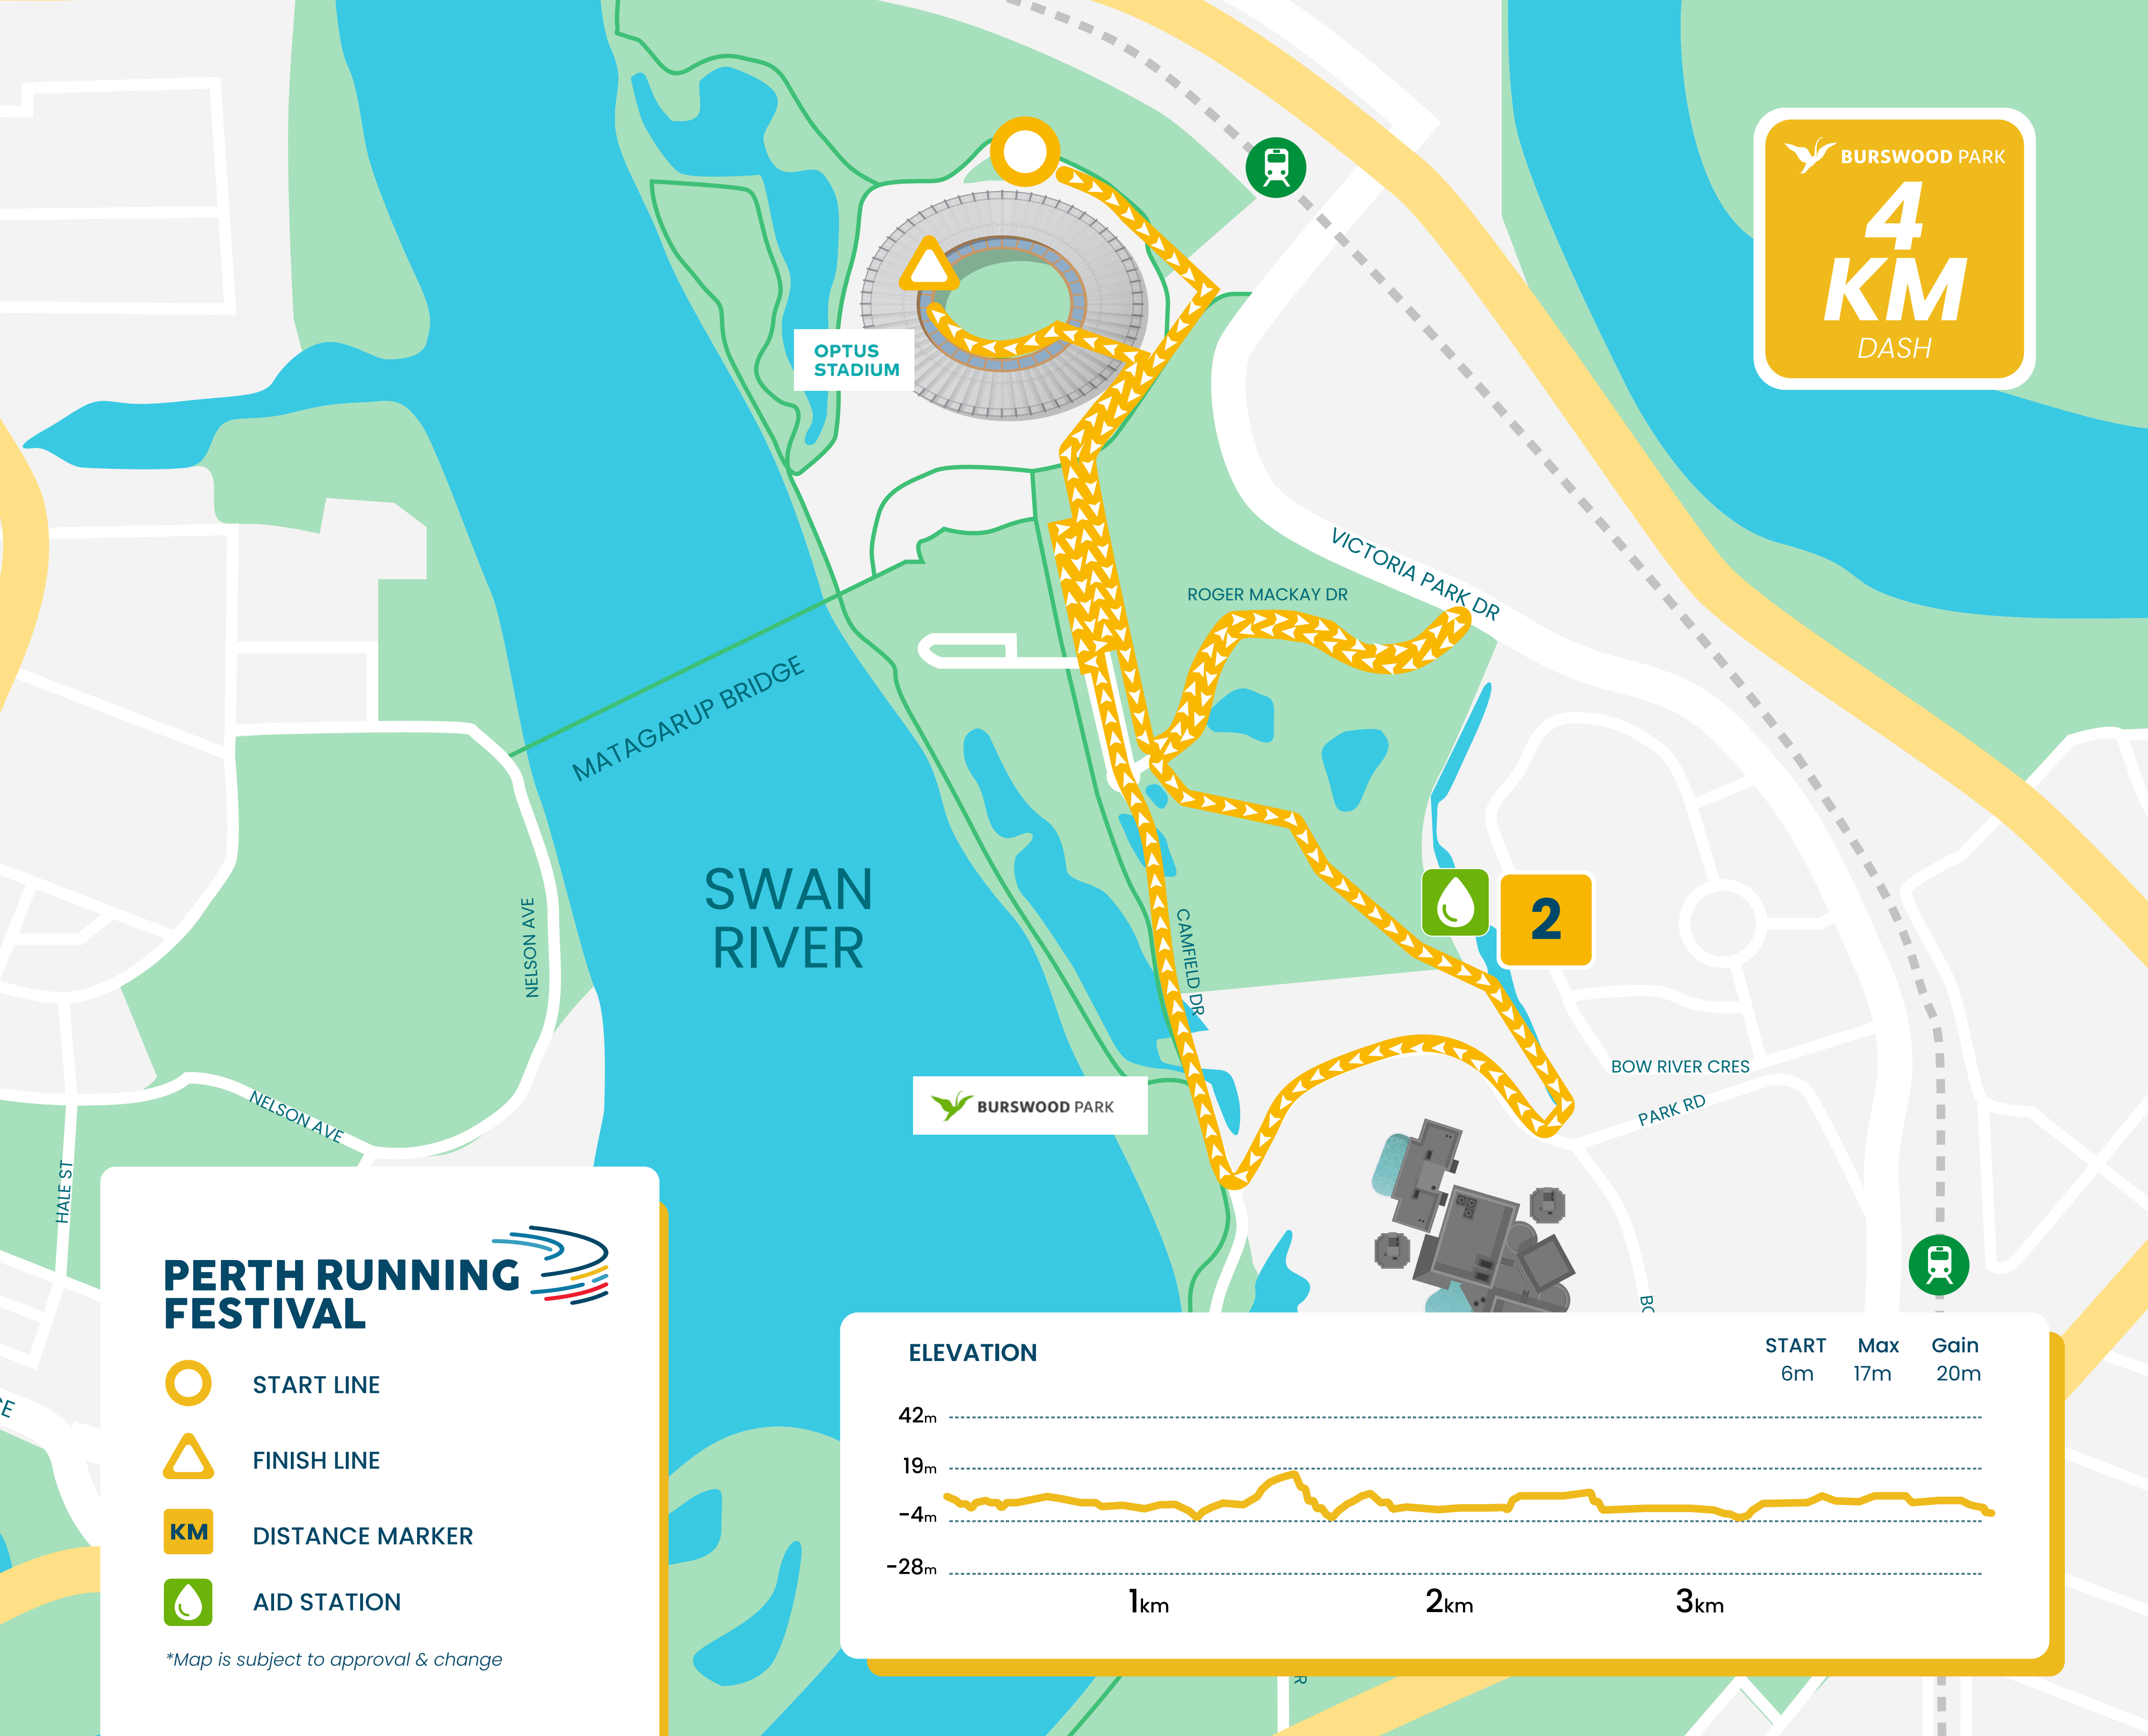 BURSWOOD PARK
4
KM
DASH
OPTUS
STADIUM
VICTORIA PARK DR
ROGER MACKAY DR
MATAGARUP BRIDGE
SWAN
RIVER
NELSON AVE
CAMFIELD DR
2
BOW RIVER CRES
PARK RD
BURSWOOD PARK
NELSON AVE
HALE ST
PERTH RUNNING
FESTIVAL
START LINE
FINISH LINE
KM
DISTANCE MARKER
AID STATION
*Map is subject to approval & change
ELEVATION
START Max Gain
6m 17m 20m
42m
19m
-4m
-28m
1km 2km 3km